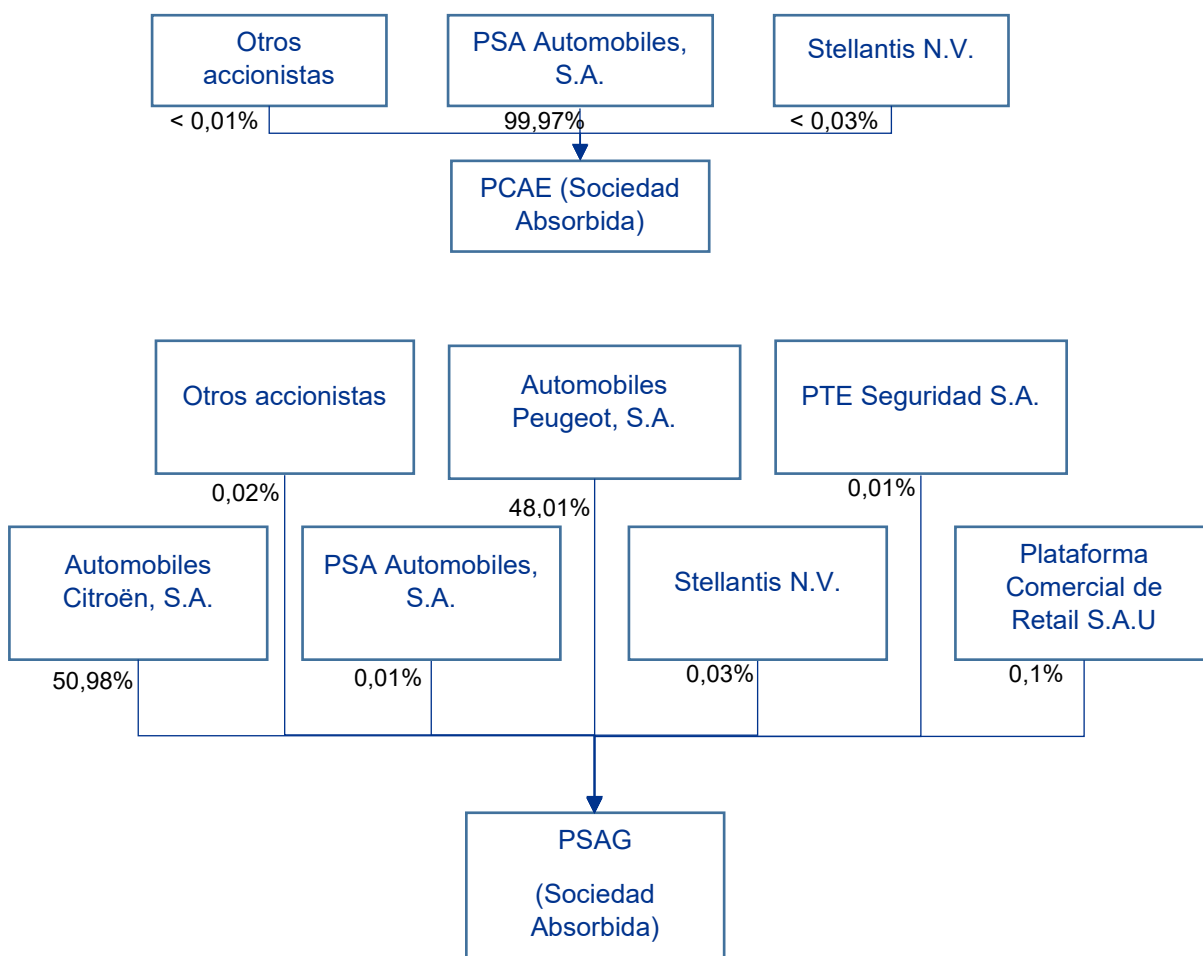 Otros
accionistas
PSA Automobiles,
S.A.
Stellantis N.V.
< 0,01%
99,97%
< 0,03%
PCAE (Sociedad
Absorbida)
Otros accionistas
Automobiles
Peugeot, S.A.
PTE Seguridad S.A.
0,02%
48,01%
0,01%
Automobiles
Citroën, S.A.
PSA Automobiles,
S.A.
Stellantis N.V.
Plataforma
Comercial de
Retail S.A.U
50,98%
0,01%
0,03%
0,1%
PSAG
(Sociedad
Absorbida)